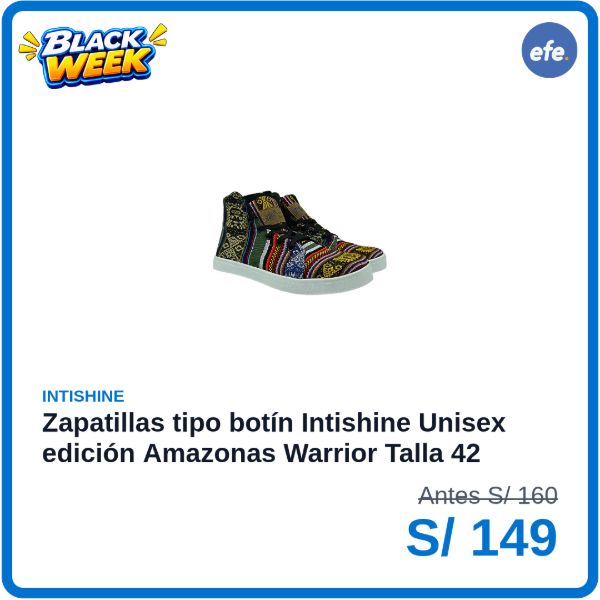 BLACK
WEEK
efe.
INTISHINE
Zapatillas tipo botín Intishine Unisex
edición Amazonas Warrior Talla 42
Antes S/ 160
S/ 149